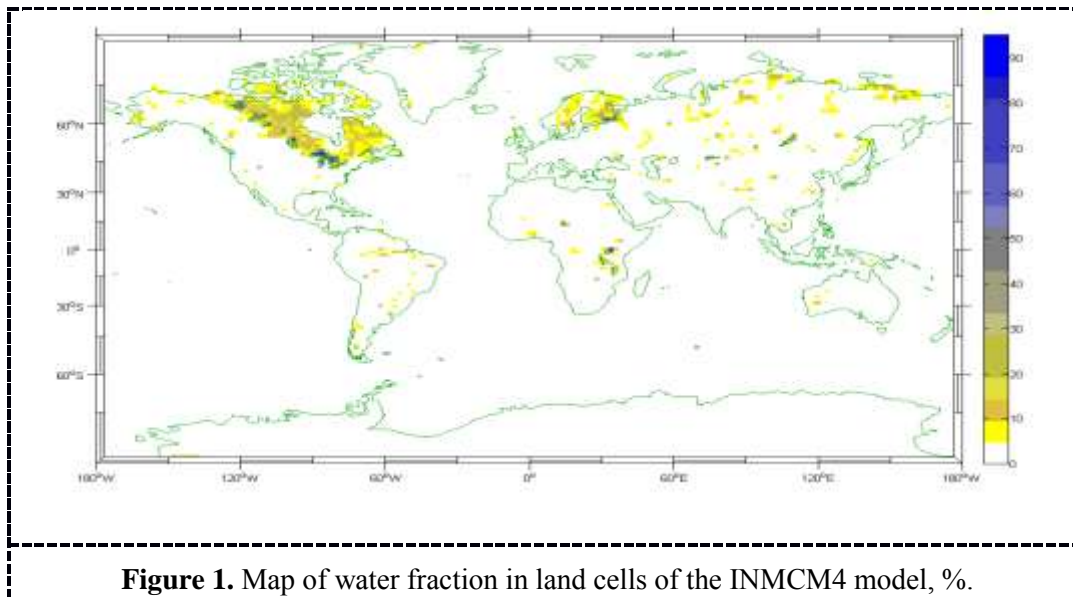 60°N
30°N
0°
30°S
60°S
180°W
120°W
60°W
0°
60°E
120°E
180°W
90
80
70
60
50
40
30
20
10
0
Figure 1. Map of water fraction in land cells of the INMCM4 model, %.